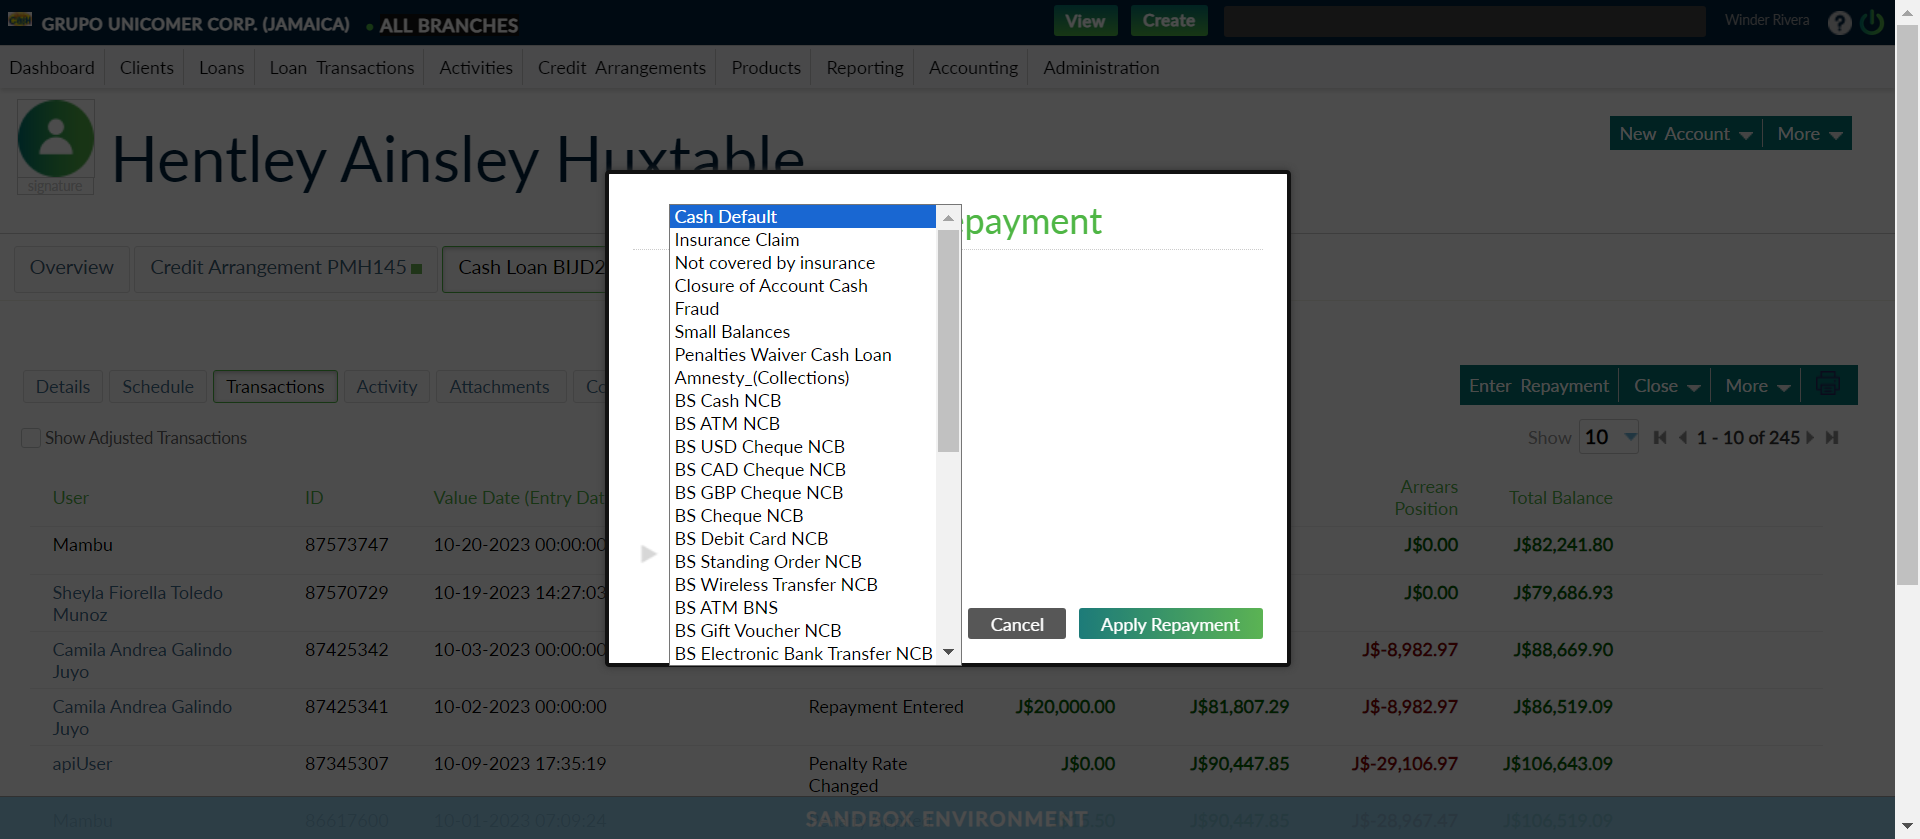 GRUPO UNICOMER CORP. (JAMAICA) • ALL BRANCHES
View Create
Winder Rivera ?
Dashboard Clients Loans Loan Transactions Activities Credit Arrangements Products Reporting Accounting Administration
signature
Hentley Ainsley Huxtable
New Account More
epayment
Overview Credit Arrangement PMH145 Cash Loan BIJD2
Cash Default
Insurance Claim
Not covered by insurance
Closure of Account Cash
Fraud
Small Balances
Penalties Waiver Cash Loan
Amnesty_(Collections)
BS Cash NCB
BS ATM NCB
BS USD Cheque NCB
BS CAD Cheque NCB
BS GBP Cheque NCB
BS Cheque NCB
BS Debit Card NCB
BS Standing Order NCB
BS Wireless Transfer NCB
BS ATM BNS
BS Gift Voucher NCB
BS Electronic Bank Transfer NCB
Cancel Apply Repayment
Details Schedule Transactions Activity Attachments Co
Enter Repayment Close More
Show Adjusted Transactions
Show 10 1 - 10 of 245
User ID Value Date (Entry Dat Arrears Position Total Balance
Mambu 87573747 10-20-2023 00:00:00 J$0.00 J$82,241.80
Sheyla Fiorella Toledo 87570729 10-19-2023 14:27:03 J$0.00 J$79,686.93
Munoz
Camila Andrea Galindo 87425342 10-03-2023 00:00:00 J$-8,982.97 J$88,669.90
Juyo
Camila Andrea Galindo 87425341 10-02-2023 00:00:00 Repayment Entered J$20,000.00 J$81,807.29 J$-8,982.97 J$86,519.09
Juyo
apiUser 87345307 10-09-2023 17:35:19 Penalty Rate J$0.00 J$90,447.85 J$-29,106.97 J$106,643.09
Changed
Mambu 86617600 10-01-2023 07:09:24 J$90,447.85 J$-28,967.47 J$106,519.09
SANDBOX ENVIRONMENT